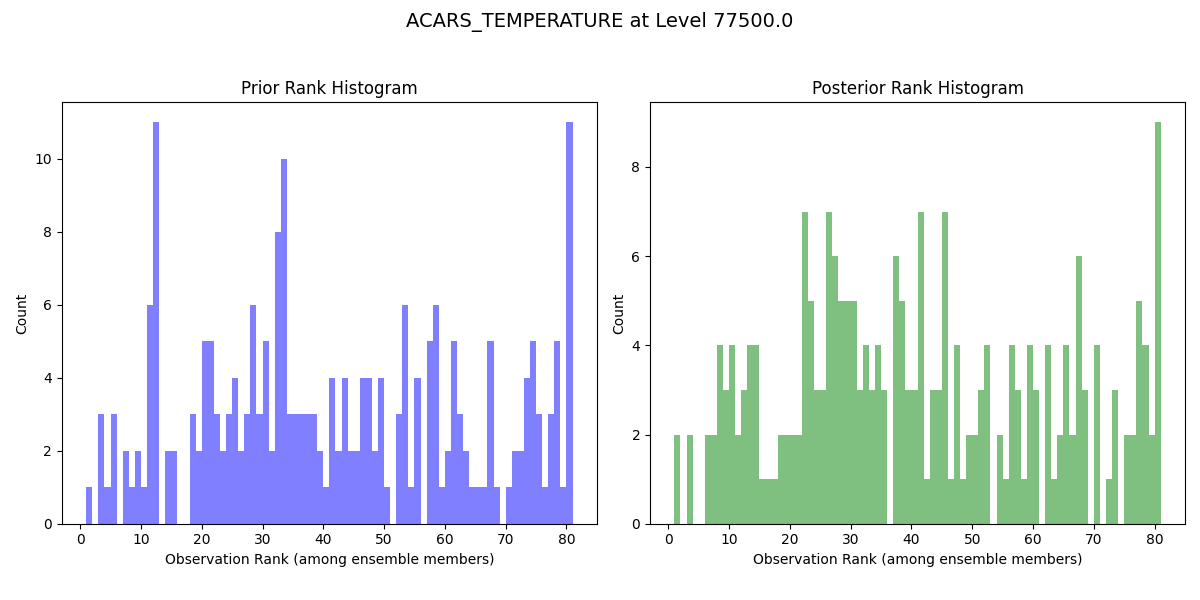 ACARS_TEMPERATURE at Level 77500.0
Prior Rank Histogram
Count
10
8
6
4
2
0
0 10 20 30 40 50 60 70 80
Observation Rank (among ensemble members)
Posterior Rank Histogram
Count
8
6
4
2
0
0 10 20 30 40 50 60 70 80
Observation Rank (among ensemble members)